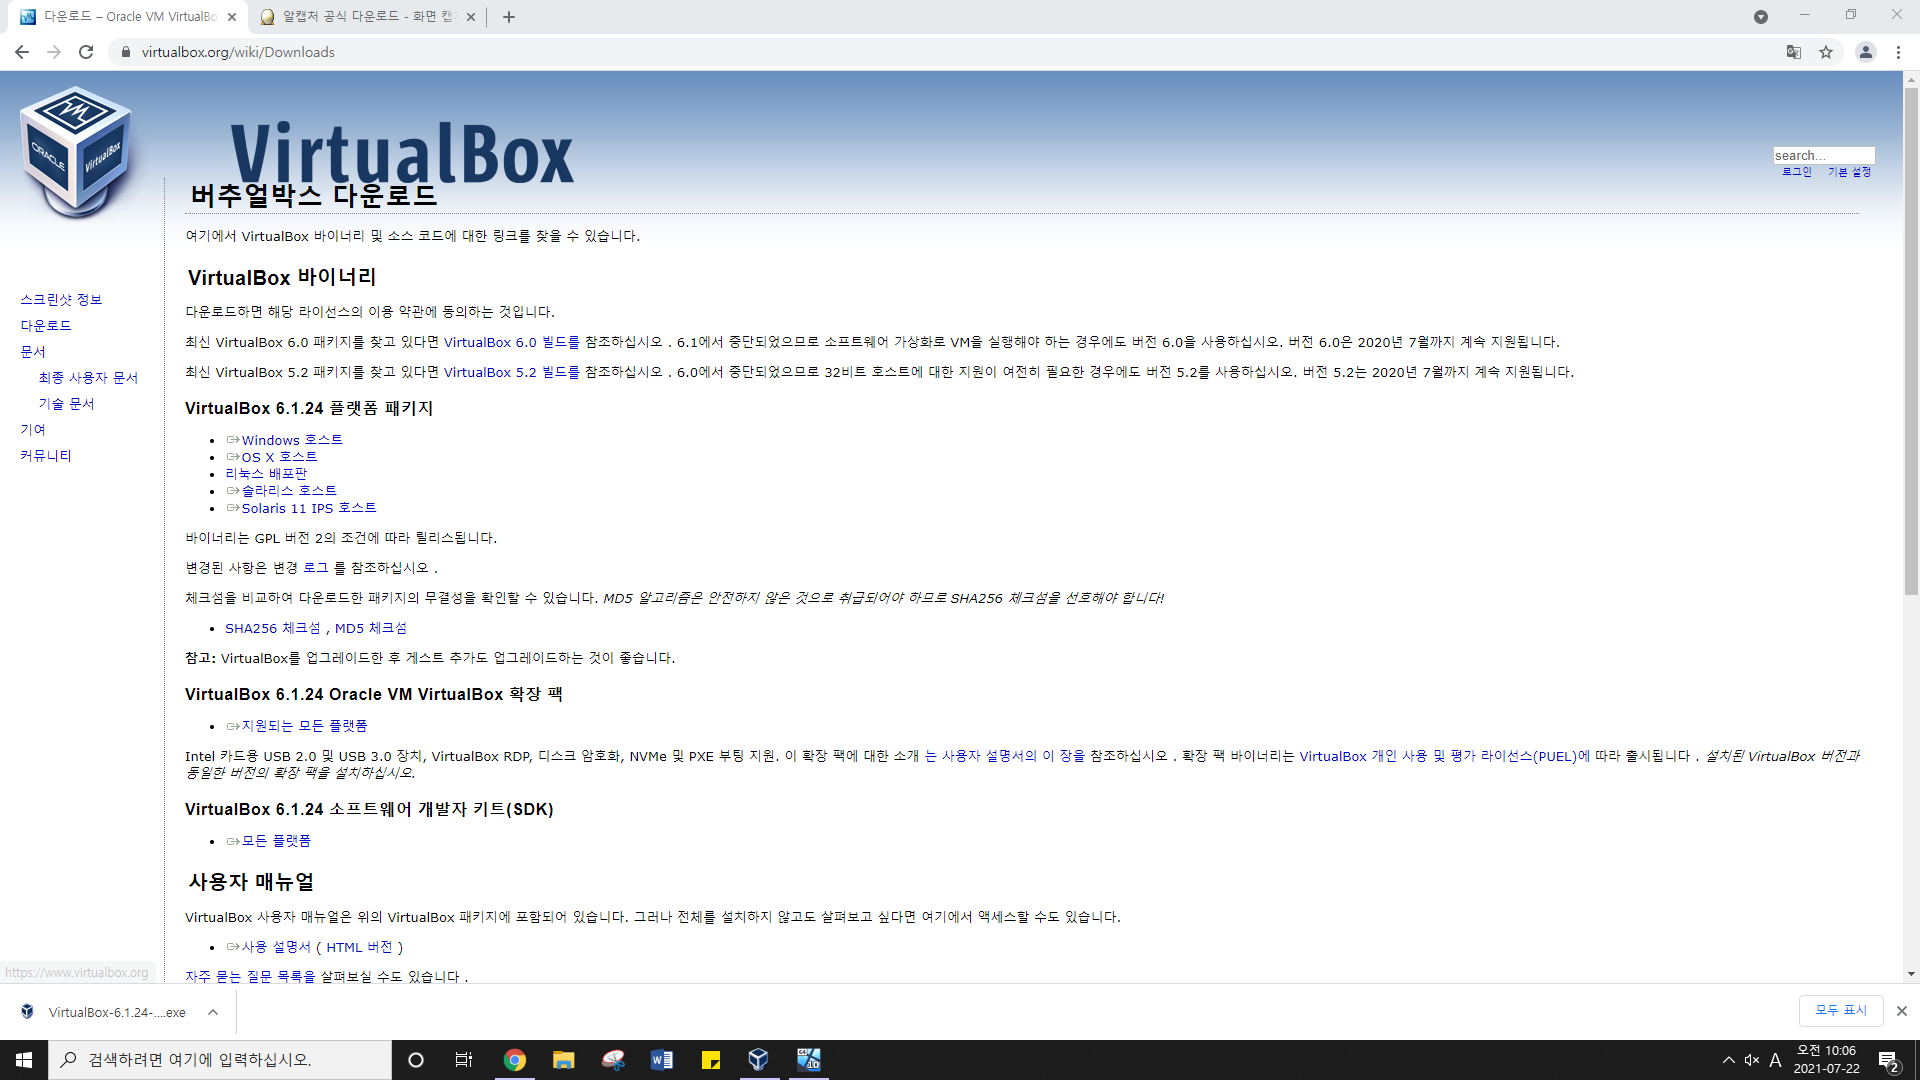 다운로드 – Oracle VM VirtualBo
알캡처 공식 다운로드 - 화면 캡
virtualbox.org/wiki/Downloads
ORACLE
VirtualBox
VirtualBox
search...
로그인 기본 설정
버추얼박스 다운로드
여기에서 VirtualBox 바이너리 및 소스 코드에 대한 링크를 찾을 수 있습니다.
VirtualBox 바이너리
스크린샷 정보
다운로드
문서
최종 사용자 문서
기술 문서
기여
커뮤니티
다운로드하면 해당 라이선스의 이용 약관에 동의하는 것입니다.
최신 VirtualBox 6.0 패키지를 찾고 있다면 VirtualBox 6.0 빌드를 참조하십시오 . 6.1에서 중단되었으므로 소프트웨어 가상화로 VM을 실행해야 하는 경우에도 버전 6.0을 사용하십시오. 버전 6.0은 2020년 7월까지 계속 지원됩니다.
최신 VirtualBox 5.2 패키지를 찾고 있다면 VirtualBox 5.2 빌드를 참조하십시오 . 6.0에서 중단되었으므로 32비트 호스트에 대한 지원이 여전히 필요한 경우에도 버전 5.2를 사용하십시오. 버전 5.2는 2020년 7월까지 계속 지원됩니다.
VirtualBox 6.1.24 플랫폼 패키지
Windows 호스트
OS X 호스트
리눅스 배포판
솔라리스 호스트
Solaris 11 IPS 호스트
바이너리는 GPL 버전 2의 조건에 따라 릴리스됩니다.
변경된 사항은 변경 로그 를 참조하십시오 .
체크섬을 비교하여 다운로드한 패키지의 무결성을 확인할 수 있습니다. MD5 알고리즘은 안전하지 않은 것으로 취급되어야 하므로 SHA256 체크섬을 선호해야 합니다!
SHA256 체크섬 , MD5 체크섬
참고: VirtualBox를 업그레이드한 후 게스트 추가도 업그레이드하는 것이 좋습니다.
VirtualBox 6.1.24 Oracle VM VirtualBox 확장 팩
지원되는 모든 플랫폼
Intel 카드용 USB 2.0 및 USB 3.0 장치, VirtualBox RDP, 디스크 암호화, NVMe 및 PXE 부팅 지원. 이 확장 팩에 대한 소개 는 사용자 설명서의 이 장을 참조하십시오 . 확장 팩 바이너리는 VirtualBox 개인 사용 및 평가 라이선스(PUEL)에 따라 출시됩니다 . 설치된 VirtualBox 버전과
동일한 버전의 확장 팩을 설치하십시오.
VirtualBox 6.1.24 소프트웨어 개발자 키트(SDK)
모든 플랫폼
사용자 매뉴얼
VirtualBox 사용자 매뉴얼은 위의 VirtualBox 패키지에 포함되어 있습니다. 그러나 전체를 설치하지 않고도 살펴보고 싶다면 여기에서 액세스할 수도 있습니다.
사용 설명서 ( HTML 버전 )
자주 묻는 질문 목록을 살펴보실 수도 있습니다 .
https://www.virtualbox.org
VirtualBox-6.1.24-....exe
모두 표시
검색하려면 여기에 입력하십시오.
A
오전 10:06
2021-07-22
2